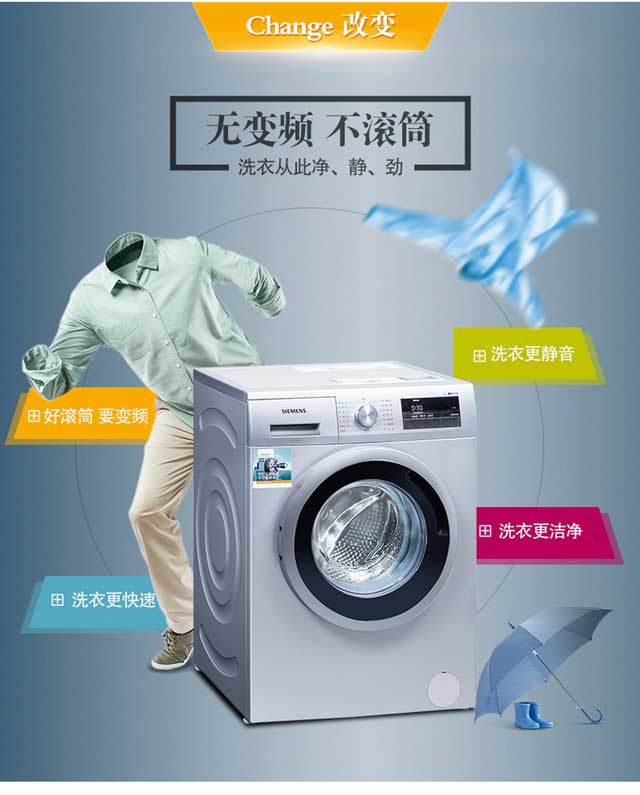 Change 改变
无变频 不滚筒
洗衣从此净、静、劲
洗衣更静音
好滚筒 要变频
SIEMENS
洗衣更洁净
洗衣更快速